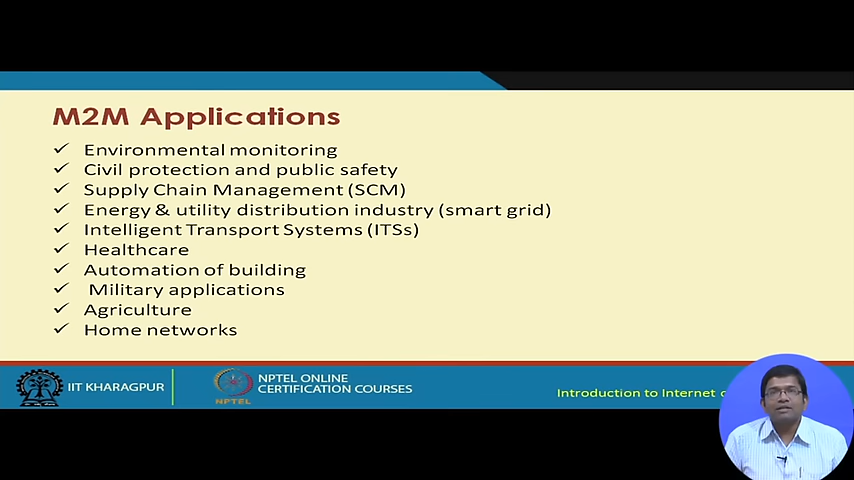 M2M Applications
✓ Environmental monitoring
✓ Civil protection and public safety
✓ Supply Chain Management (SCM)
✓ Energy & utility distribution industry (smart grid)
✓ Intelligent Transport Systems (ITSs)
✓ Healthcare
✓ Automation of building
✓ Military applications
✓ Agriculture
✓ Home networks
IIT KHARAGPUR
NPTEL
NPTEL ONLINE
CERTIFICATION COURSES
Introduction to Internet